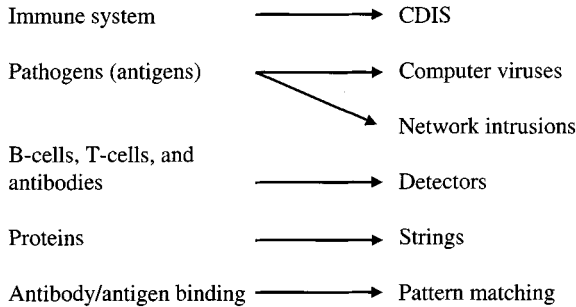 Immune system CDIS
Pathogens (antigens) Computer viruses
Network intrusions
B-cells, T-cells, and
antibodies Detectors
Proteins Strings
Antibody/antigen binding Pattern matching